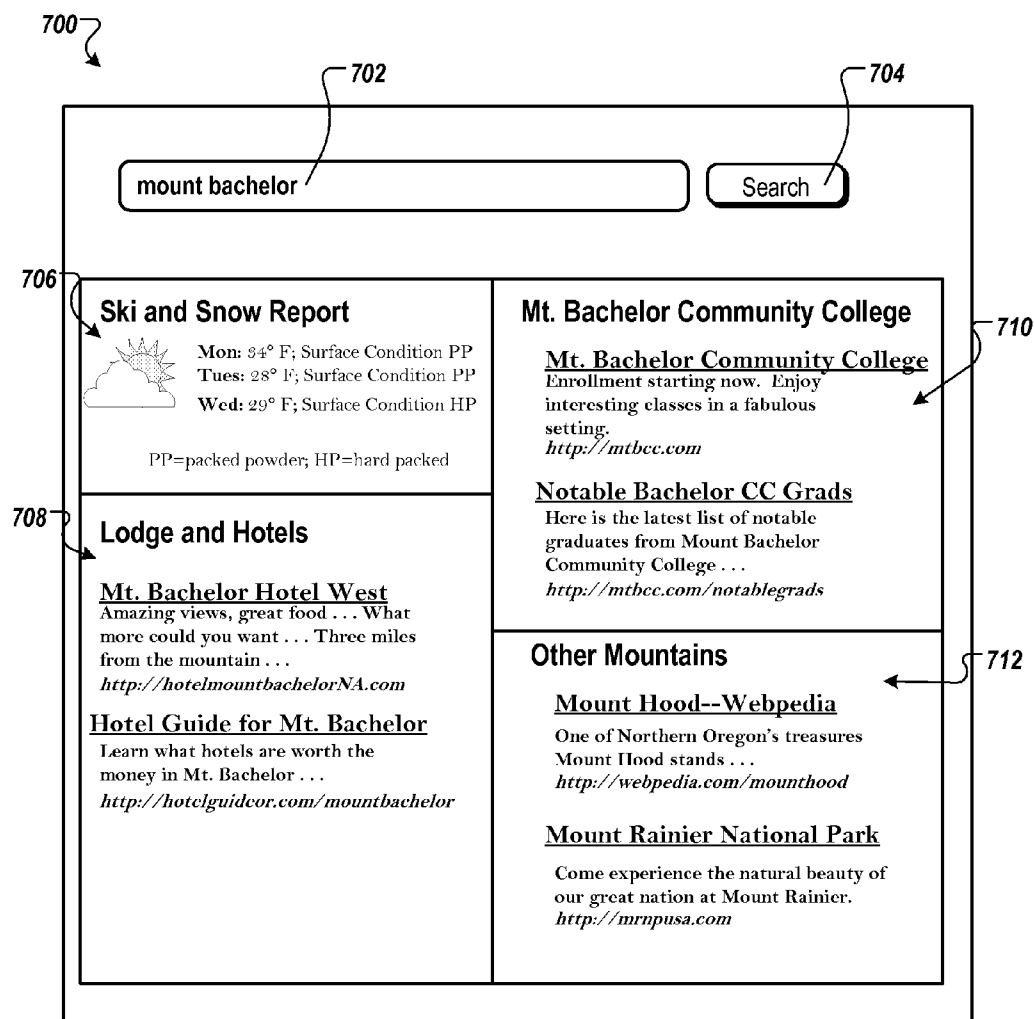 700
702
704
mount bachelor
Search
706
Ski and Snow Report
Mon: 34° F; Surface Condition PP
Tues: 28° F; Surface Condition PP
Wed: 29° F; Surface Condition HP
PP=packed powder; HP=hard packed
708
Lodge and Hotels
Mt. Bachelor Hotel West
Amazing views, great food . . . What
more could you want . . . Three miles
from the mountain . . .
http://hotelmountbachelorNA.com
Hotel Guide for Mt. Bachelor
Learn what hotels are worth the
money in Mt. Bachelor . . .
http://hotelguideor.com/mountbachelor
Mt. Bachelor Community College
710
Mt. Bachelor Community College
Enrollment starting now. Enjoy
interesting classes in a fabulous
setting.
http://mtbcc.com
Notable Bachelor CC Grads
Here is the latest list of notable
graduates from Mount Bachelor
Community College . . .
http://mtbcc.com/notablegrads
Other Mountains
712
Mount Hood--Webpedia
One of Northern Oregon's treasures
Mount Hood stands . . .
http://webpedia.com/mounthood
Mount Rainier National Park
Come experience the natural beauty of
our great nation at Mount Rainier.
http://mrnpusa.com